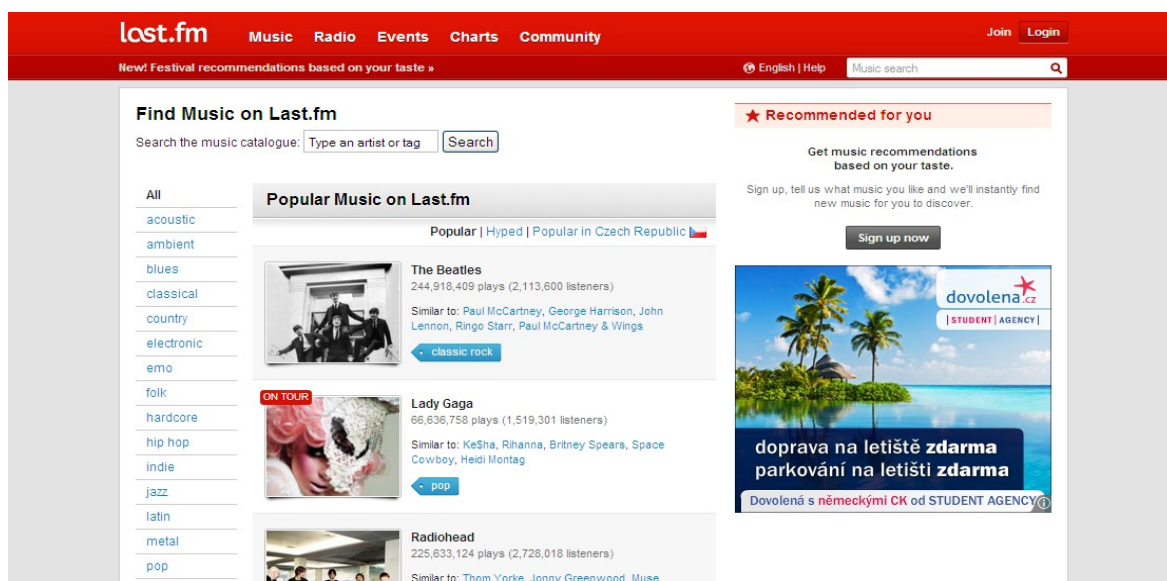 last.fm
Music Radio Events Charts Community
Join Login
New! Festival recommendations based on your taste »
English | Help
Music search
Find Music on Last.fm
Search the music catalogue: Type an artist or tag Search
All
acoustic
ambient
blues
classical
country
electronic
emo
folk
hardcore
hip hop
indie
jazz
latin
metal
pop
Popular Music on Last.fm
Popular | Hyped | Popular in Czech Republic
The Beatles
244,918,409 plays (2,113,600 listeners)
Similar to: Paul McCartney, George Harrison, John
Lennon, Ringo Starr, Paul McCartney & Wings
classic rock
ON TOUR
Lady Gaga
66,636,758 plays (1,519,301 listeners)
Similar to: Ke$ha, Rihanna, Britney Spears, Space
Cowboy, Heidi Montag
pop
Radiohead
225,633,124 plays (2,728,018 listeners)
Similar to: Thom Yorke, Jonny Greenwood, Muse
Recommended for you
Get music recommendations
based on your taste.
Sign up, tell us what music you like and we'll instantly find
new music for you to discover.
Sign up now
dovolena.cz
|STUDENT|AGENCY|
doprava na letiště zdarma
parkování na letišti zdarma
Dovolená s německými CK od STUDENT AGENCY